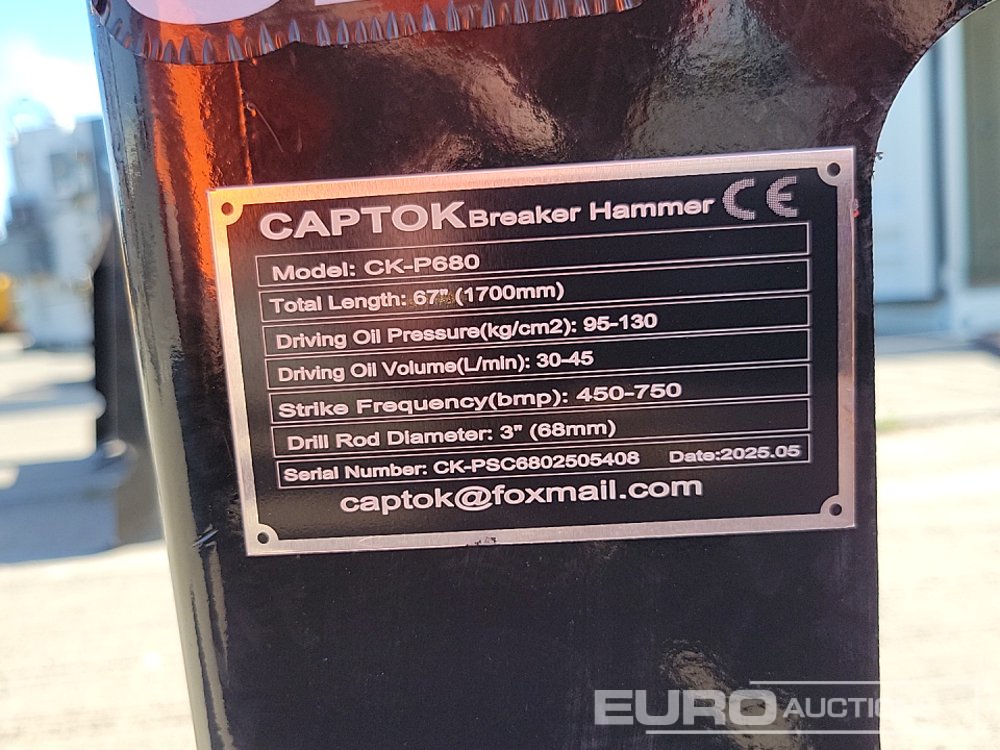 CAPTOK Breaker Hammer CE
Model: CK-P680
Total Length: 67" (1700mm)
Driving Oil Pressure(kg/cm2): 95-130
Driving Oil Volume(L/min): 30-45
Strike Frequency(bmp): 450-750
Drill Rod Diameter: 3" (68mm)
Serial Number: CK-PSC6802505408 Date:2025.05
captok@foxmail.com
EURO AUCTIONS